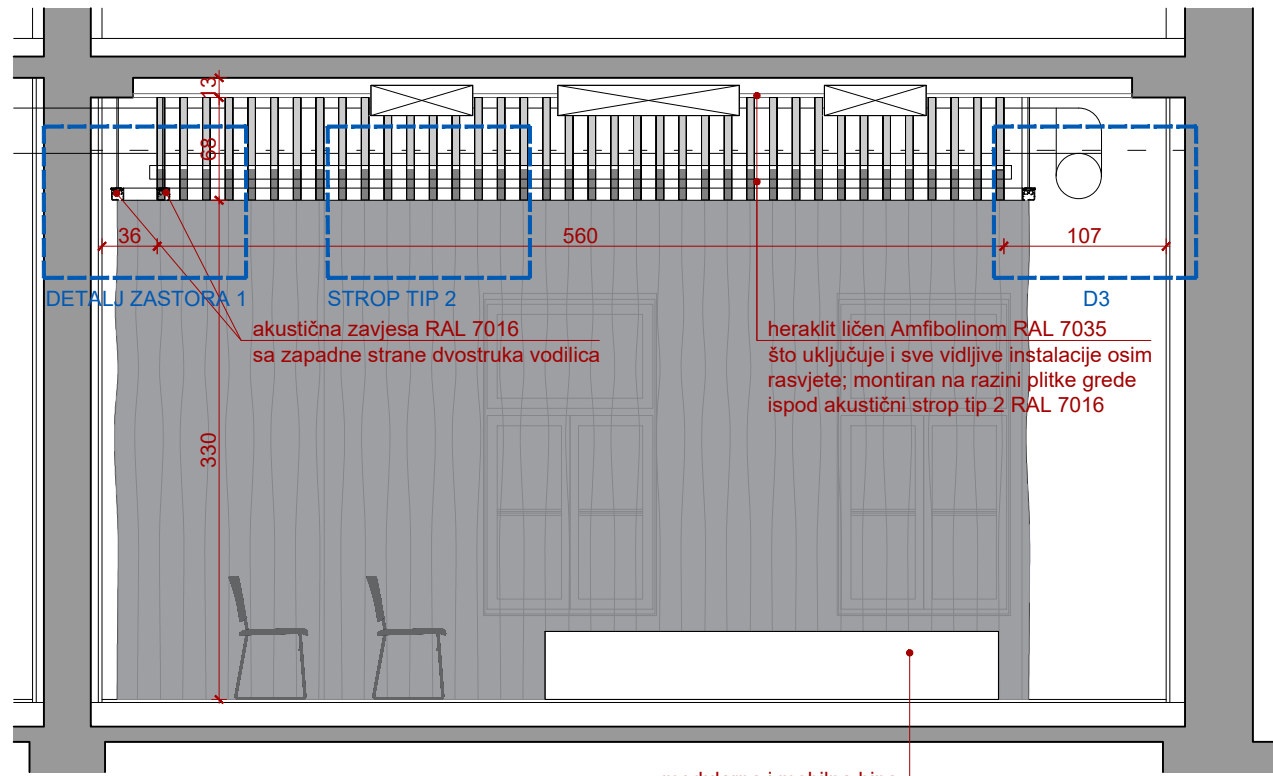 13
68
36
560
107
DETALJ ZASTORA 1
STROP TIP 2
D3
akustična zavjesa RAL 7016
sa zapadne strane dvostruka vodilica
heraklit ličen Amfibolinom RAL 7035
što uključuje i sve vidljive instalacije osim
rasvjete; montiran na razini plitke grede
ispod akustični strop tip 2 RAL 7016
330